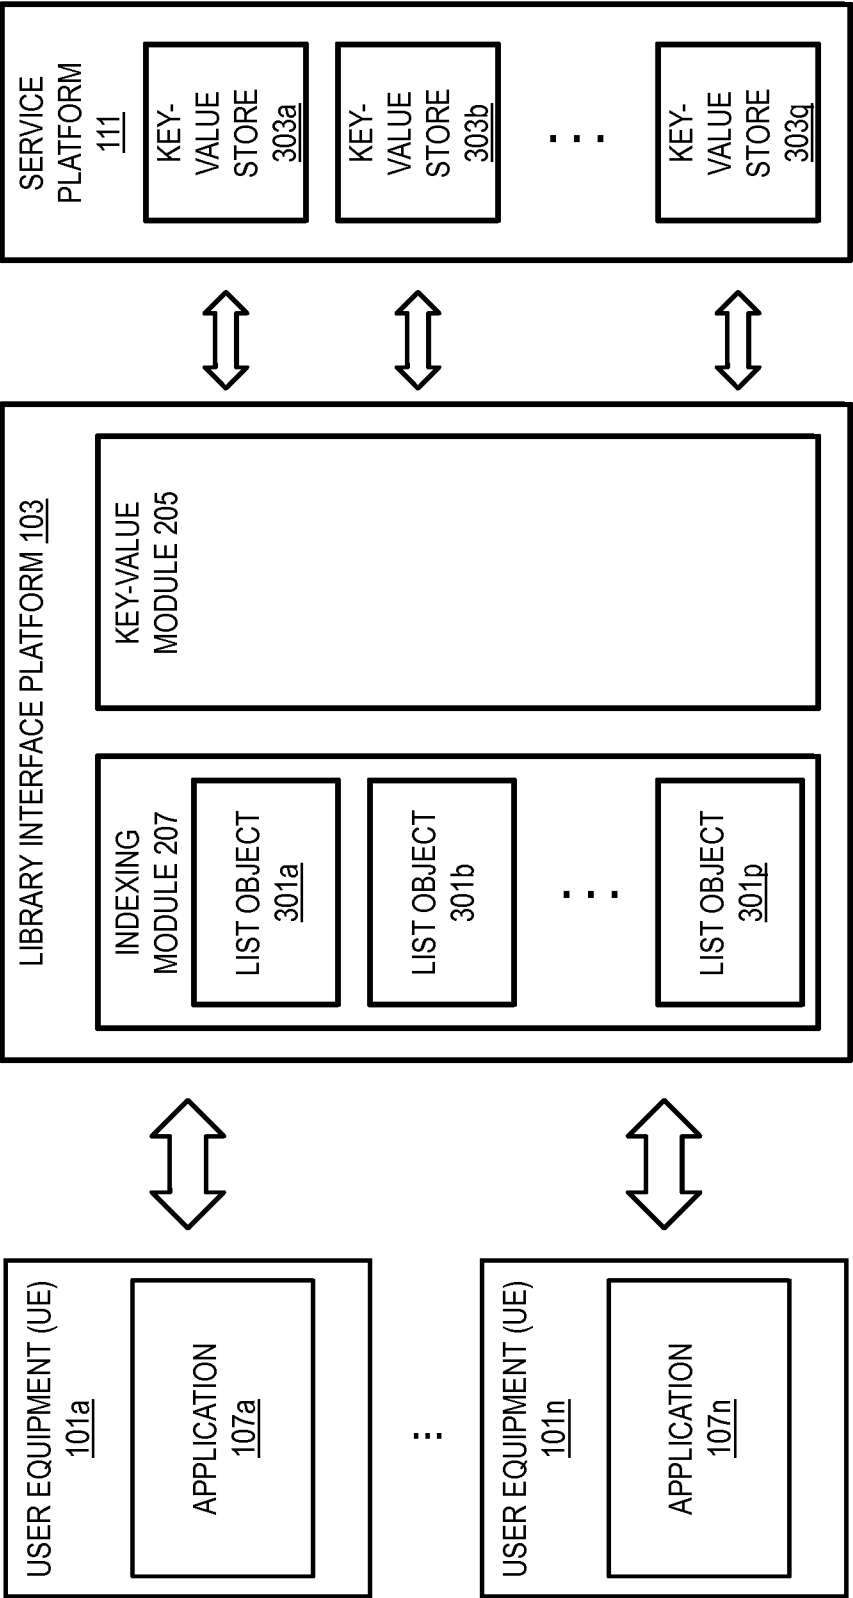 USER EQUIPMENT (UE)
101a
APPLICATION
107a
...
USER EQUIPMENT (UE)
101n
APPLICATION
107n
LIBRARY INTERFACE PLATFORM 103
INDEXING
MODULE 207
LIST OBJECT
301a
LIST OBJECT
301b
...
LIST OBJECT
301p
KEY-VALUE
MODULE 205
SERVICE
PLATFORM
111
KEY-
VALUE
STORE
303a
KEY-
VALUE
STORE
303b
...
KEY-
VALUE
STORE
303q